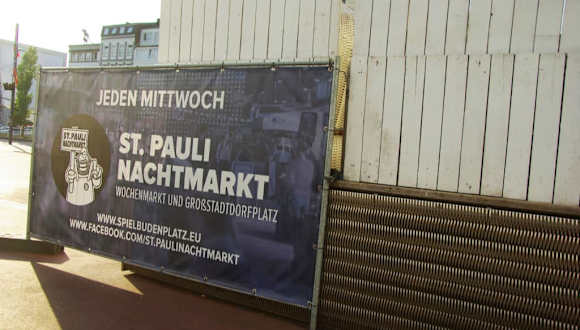 JEDEN MITTWOCH
ST. PAULI
NACHTMARKT
ST. PAULI
NACHTMARKT
WOCHENMARKT UND GROßSTADTDORFPLATZ
WWW.SPIELBUDENPLATZ.EU
WWW.FACEBOOK.COM/ST.PAULINACHTMARKT